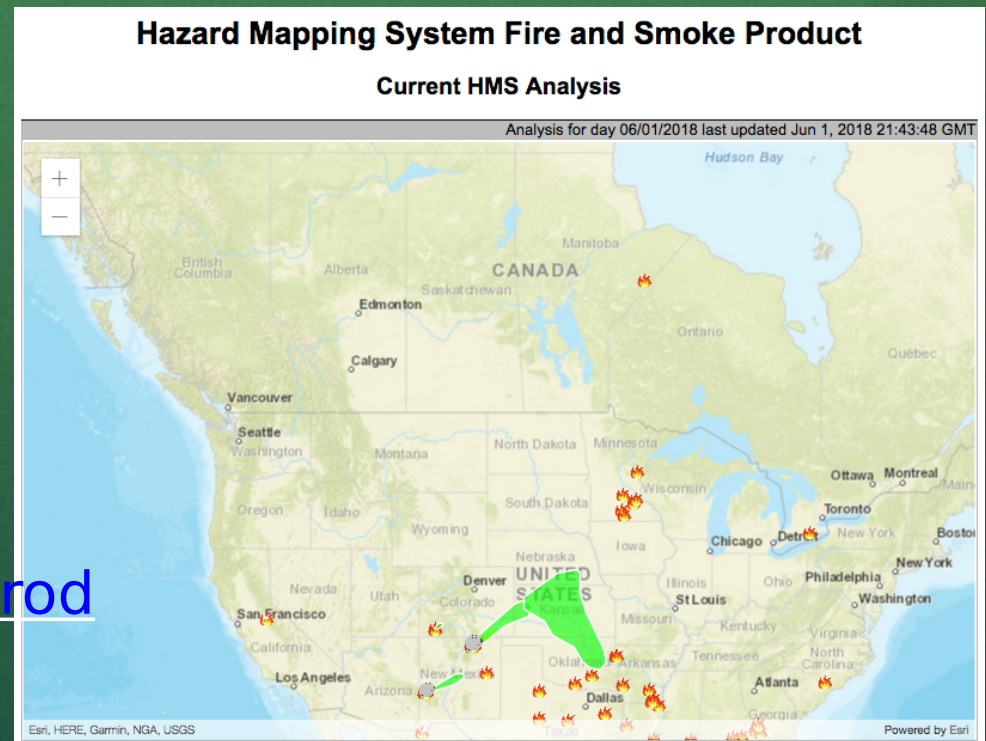 Hazard Mapping System Fire and Smoke Product
Current HMS Analysis
Analysis for day 06/01/2018 last updated Jun 1, 2018 21:43:48 GMT
+
−
Hudson Bay
Manitoba
British
Columbia
Alberta
CANADA
Saskatchewan
Edmonton
Ontario
Québec
Calgary
Vancouver
Seattle
Washington
Montana
North Dakota
Minnesota
Ottawa
Montreal
Main
Wisconsin
Oregon
Idaho
South Dakota
Toronto
Wyoming
Iowa
Chicago
Detroit
New York
Boston
Nebraska
New York
rod
Denver
UNITED
STATES
Nevada
Utah
Colorado
Kansas
Illinois
Ohio
Philadelphia
St Louis
Washington
San Francisco
Missouri
Kentucky
Virginia
California
Oklahoma
Arkansas
Tennessee
North
Carolina
Los Angeles
Arizona
New Mexico
Dallas
Atlanta
Georgia
Texas
Esri, HERE, Garmin, NGA, USGS
Powered by Esri